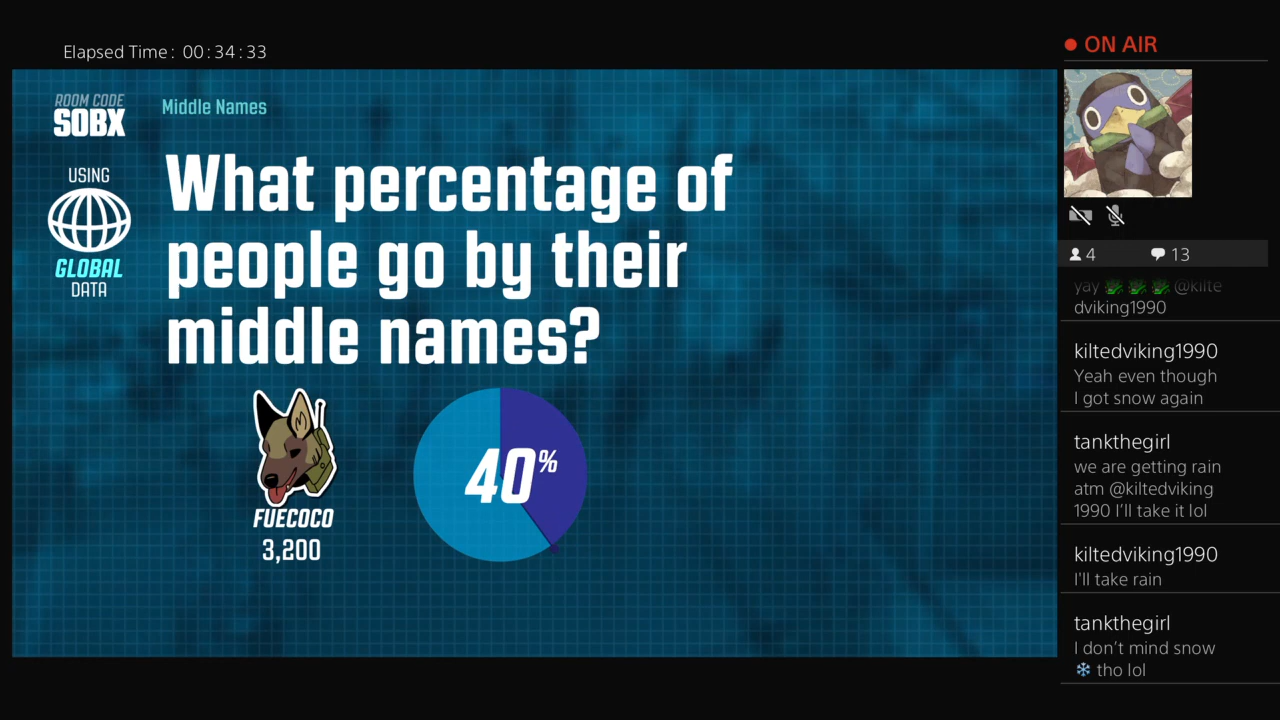 Elapsed Time: 00:34:33
ROOM CODE
SOBX
USING
GLOBAL
DATA
Middle Names
What percentage of
people go by their
middle names?
FUECOCO
3,200
40%
ON AIR
4 13
yay @kilte
dviking1990
kiltedviking1990
Yeah even though
I got snow again
tankthegirl
we are getting rain
atm @kiltedviking
1990 I'll take it lol
kiltedviking1990
I'll take rain
tankthegirl
I don't mind snow
❄ tho lol